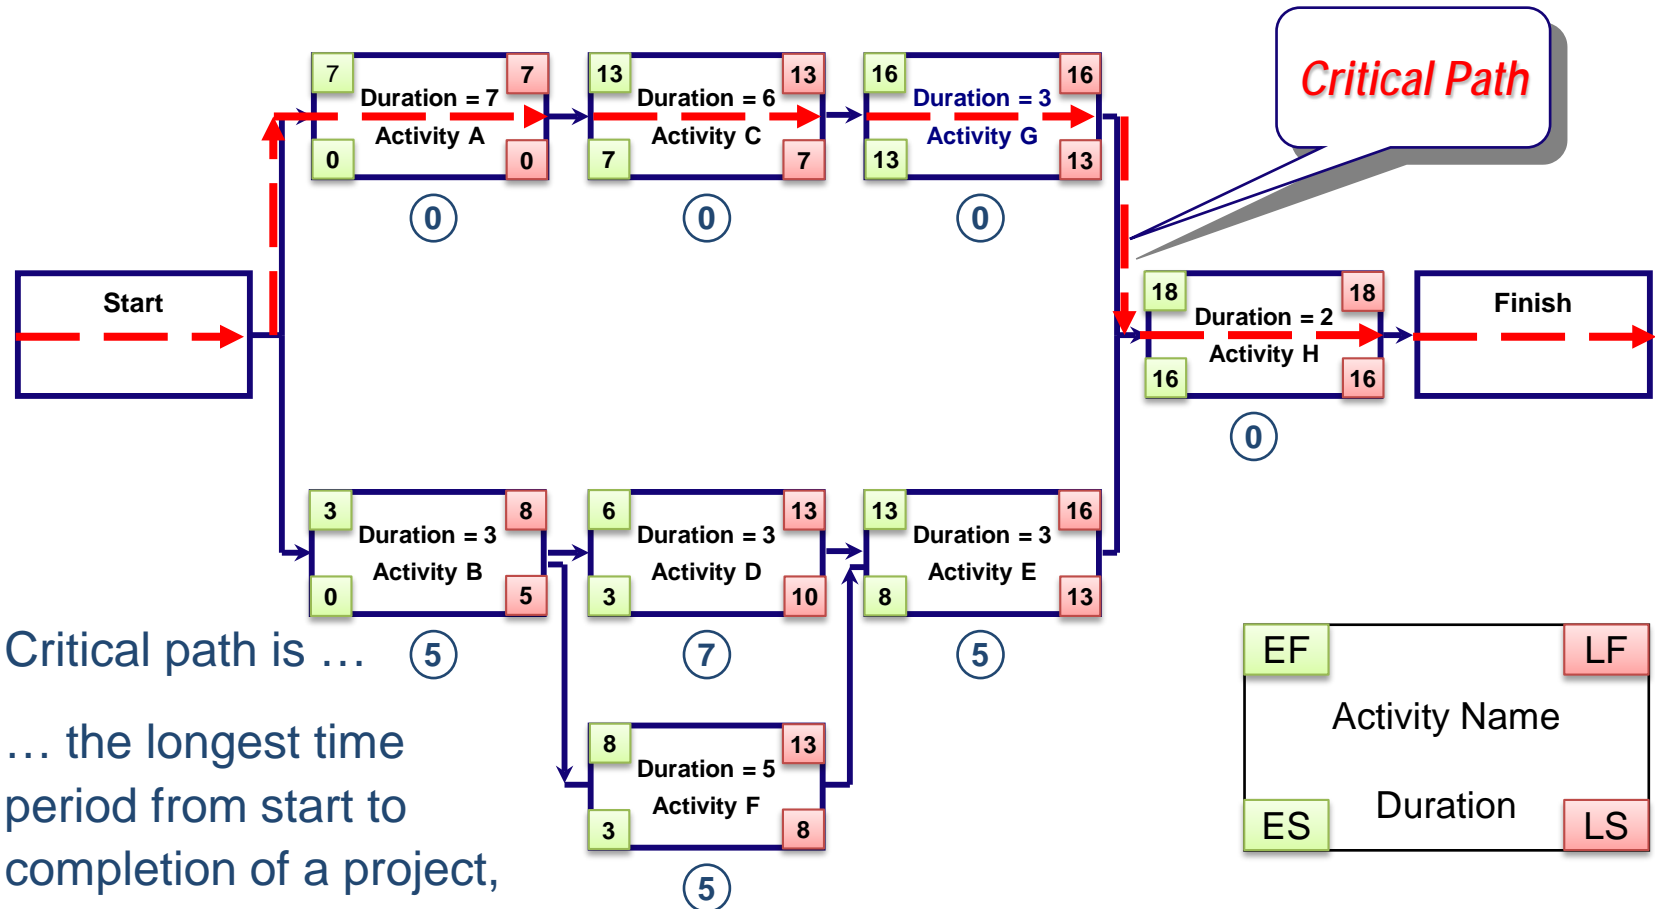 Critical Path
7 7 13 13 16 16
Duration = 7 Duration = 6 Duration = 3
Activity A Activity C Activity G
0 0 7 7 13 13
0 0 0
Start
18 18
Duration = 2
Activity H
16 16
Finish
0
3 8 6 13 13 16
Duration = 3 Duration = 3 Duration = 3
Activity B Activity D Activity E
0 5 3 10 8 13
5 7 5
Critical path is …
… the longest time
period from start to
completion of a project,
8 13
Duration = 5
Activity F
3 8
5
EF LF
Activity Name
Duration
ES LS